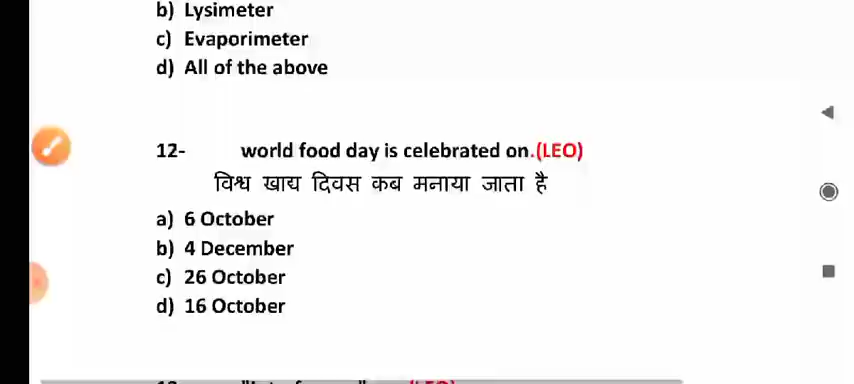 b) Lysimeter
c) Evaporimeter
d) All of the above
12- world food day is celebrated on.(LEO)
विश्व खाद्य दिवस कब मनाया जाता है
a) 6 October
b) 4 December
c) 26 October
d) 16 October